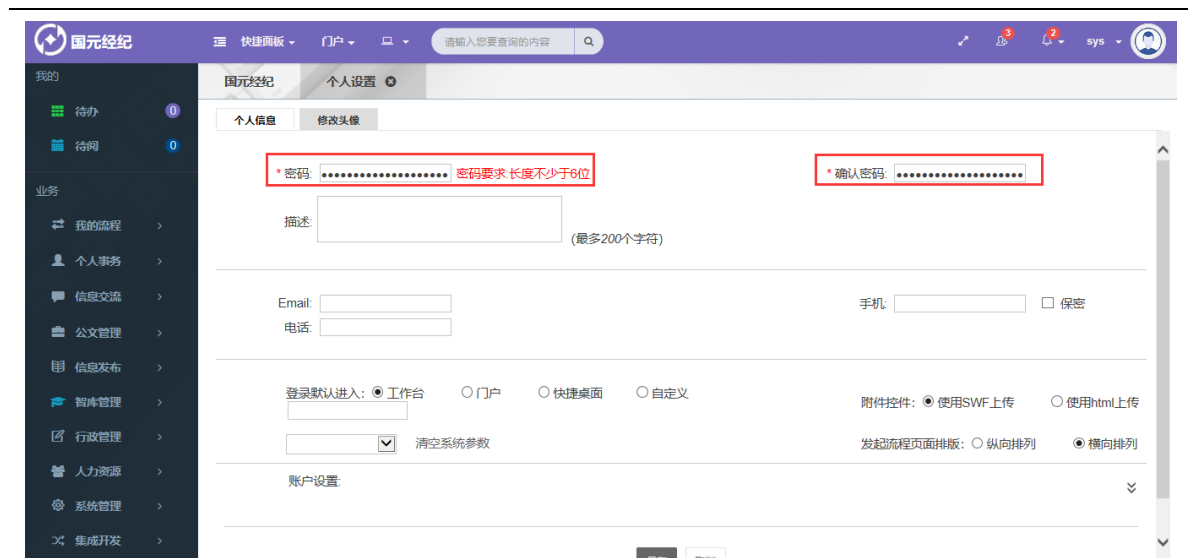 国元经纪 快捷面板 门户 请输入您要查询的内容 3 2 sys
我的
国元经纪 个人设置
待办 0
个人信息 修改头像
待阅 0
* 密码: 密码要求:长度不少于6位 * 确认密码:
业务
描述:
我的流程
(最多200个字符)
个人事务
信息交流
Email: 手机: 保密
电话:
公文管理
信息发布
登录默认进入: 工作台 门户 快捷桌面 自定义
智库管理
附件控件: 使用SWF上传 使用html上传
行政管理
清空系统参数 发起流程页面排版: 纵向排列 横向排列
人力资源
账户设置:
系统管理
集成开发